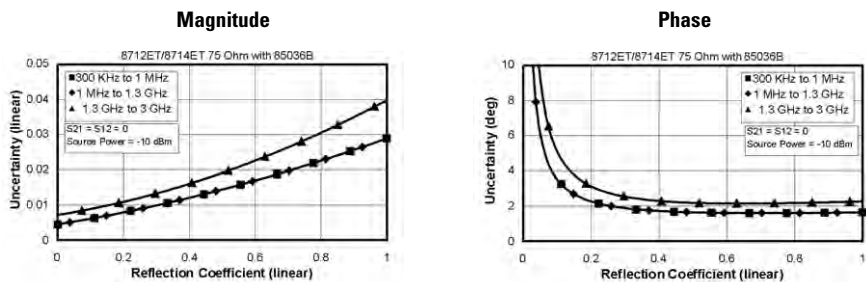 Magnitude
8712ET/8714ET 75 Ohm with 85036B
0.05
0.04
0.03
0.02
0.01
0
Uncertainty (linear)
300 KHz to 1 MHz
1 MHz to 1.3 GHz
1.3 GHz to 3 GHz
S21 = S12 = 0
Source Power = -10 dBm
0 0.2 0.4 0.6 0.8 1
Reflection Coefficient (linear)
Phase
8712ET/8714ET 75 Ohm with 85036B
10
8
6
4
2
0
Uncertainty (deg)
300 KHz to 1 MHz
1 MHz to 1.3 GHz
1.3 GHz to 3 GHz
S21 = S12 = 0
Source Power = -10 dBm
0 0.2 0.4 0.6 0.8 1
Reflection Coefficient (linear)